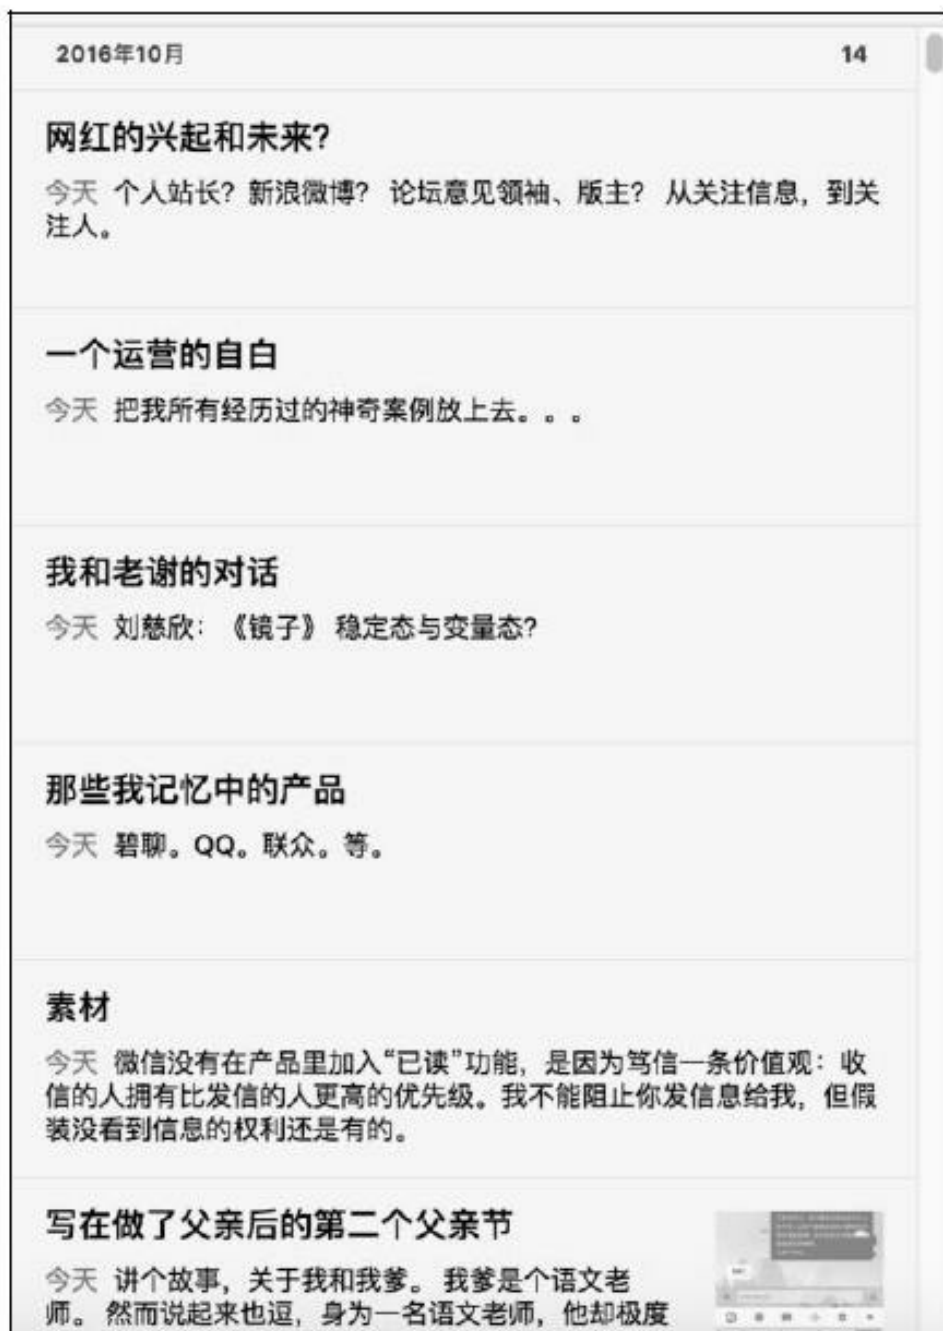 2016年10月 14
网红的兴起和未来?
今天 个人站长? 新浪微博? 论坛意见领袖、版主? 从关注信息，到关
注人。
一个运营的自白
今天 把我所有经历过的神奇案例放上去。。。
我和老谢的对话
今天 刘慈欣：《镜子》 稳定态与变量态?
那些我记忆中的产品
今天 碧聊。QQ。联众。等。
素材
今天 微信没有在产品里加入“已读”功能，是因为笃信一条价值观：收
信的人拥有比发信的人更高的优先级。我不能阻止你发信息给我，但假
装没看到信息的权利还是有的。
写在做了父亲后的第二个父亲节
今天 讲个故事，关于我和我爹。 我爹是个语文老
师。 然而说起来也逗，身为一名语文老师，他却极度